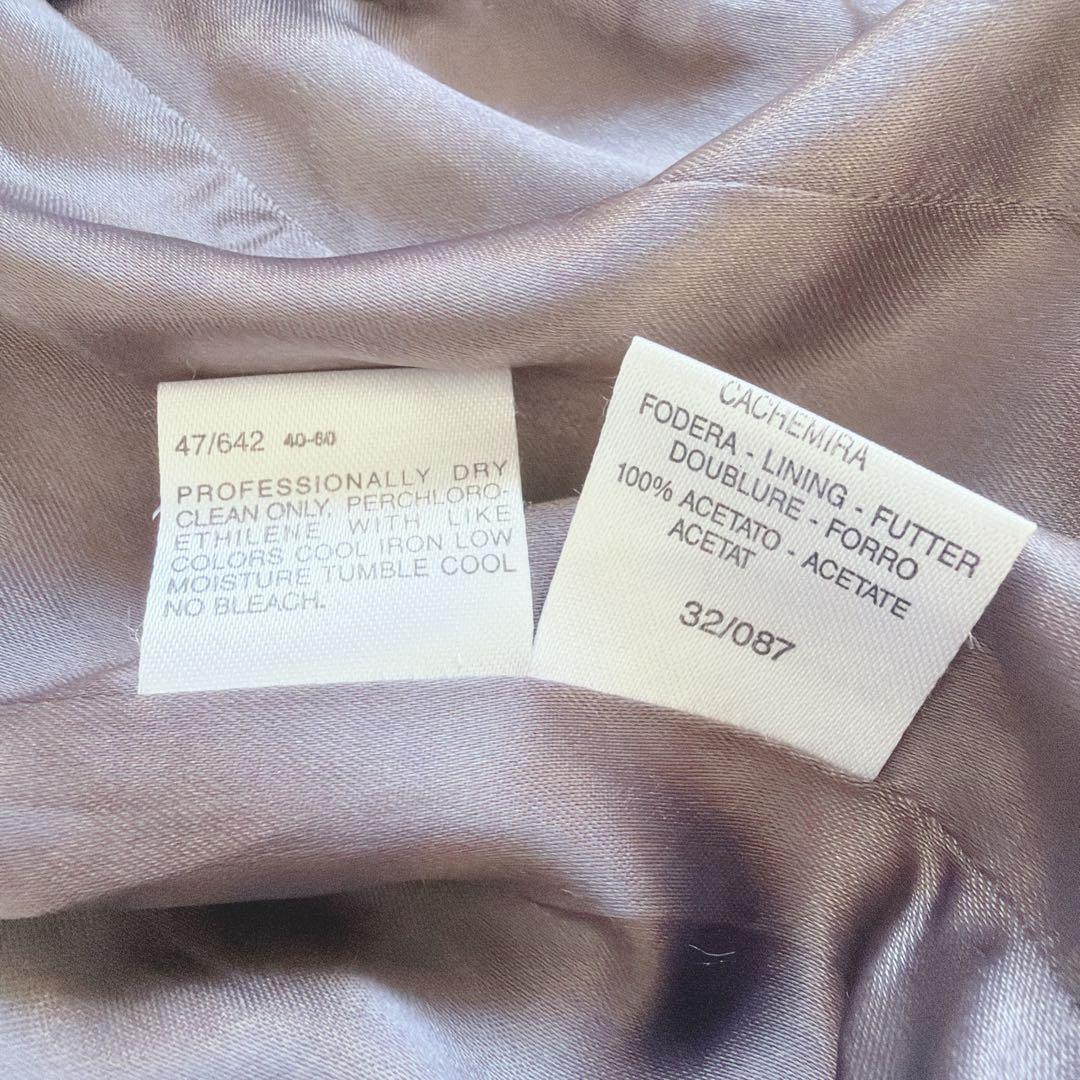 47/642 40-60
PROFESSIONALLY DRY
CLEAN ONLY. PERCHLORO-
ETHILENE WITH LIKE
COLORS COOL IRON LOW
MOISTURE TUMBLE COOL
NO BLEACH.
CACHEMIRA
FODERA - LINING - FUTTER
DOUBLURE - FORRO
100% ACETATO - ACETATE
ACETAT
32/087